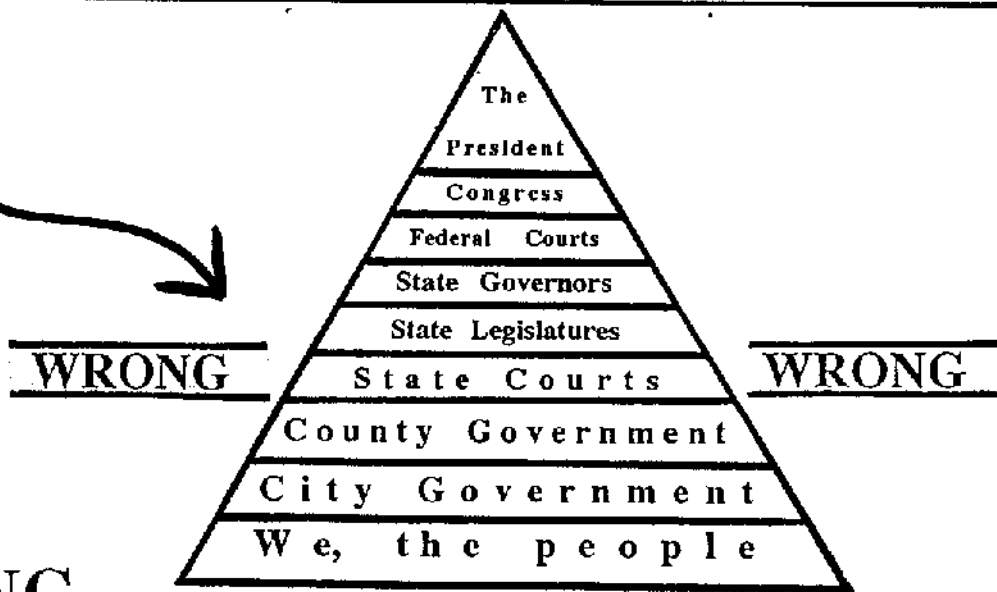 The
President
Congress
Federal Courts
State Governors
State Legislatures
WRONG State Courts WRONG
County Government
City Government
We, the people